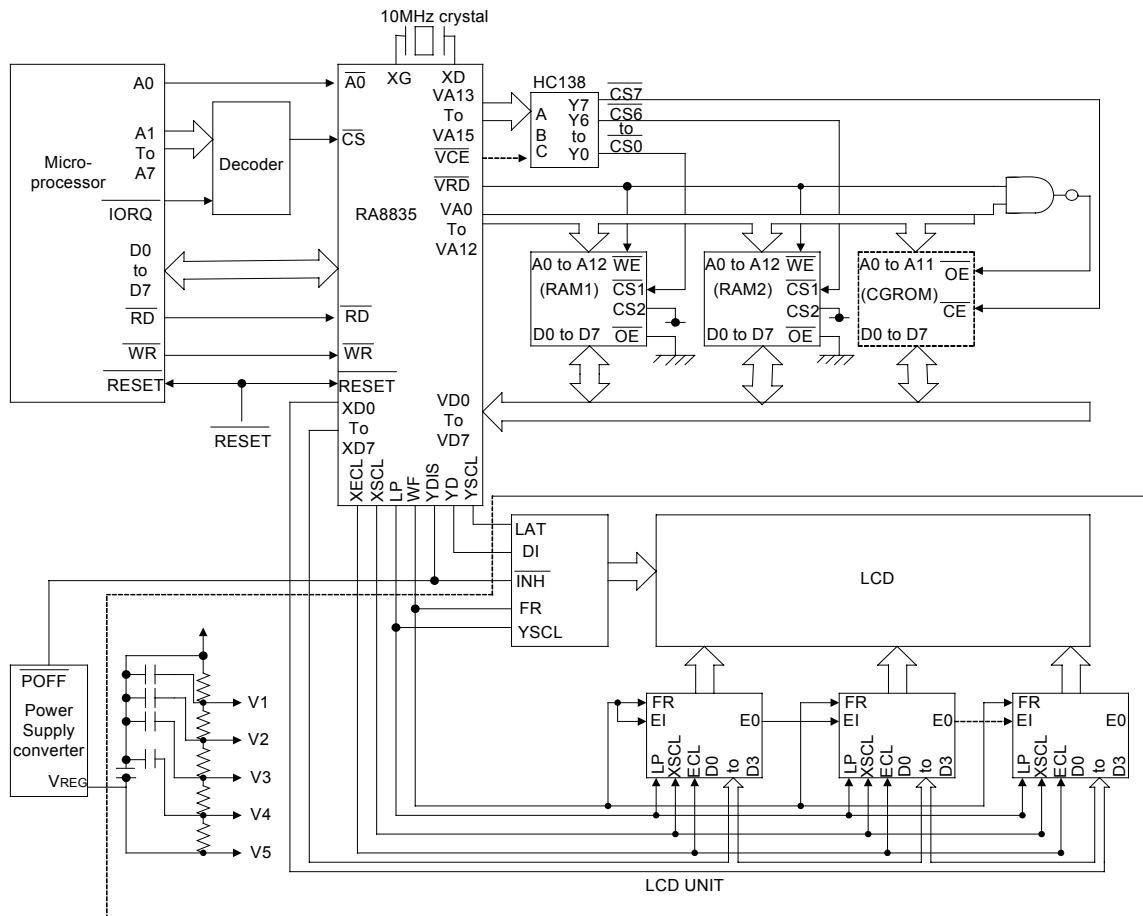 10MHz crystal
A0
A1
To
A7
Micro-
processor
IORQ
D0
to
D7
RD
WR
RESET
Decoder
RESET
XG
XD
A0
CS
RA8835
RD
WR
RESET
XD0
To
XD7
VA13
To
VA15
VCE
VRD
VA0
To
VA12
VD0
To
VD7
XECL
XSCL
LP
WF
YDIS
YD
YSCL
HC138
A
B
C
Y7
Y6
to
Y0
CS7
CS6
to
CS0
A0 to A12
WE
(RAM1)
CS1
CS2
D0 to D7
OE
A0 to A12
WE
(RAM2)
CS1
CS2
D0 to D7
OE
A0 to A11
OE
(CGROM)
CE
D0 to D7
LAT
DI
INH
FR
YSCL
LCD
POFF
Power
Supply
converter
VREG
V1
V2
V3
V4
V5
FR
EI
E0
LP
XSCL
ECL
D0
to
D3
FR
EI
E0
LP
XSCL
ECL
D0
to
D3
FR
EI
E0
LP
XSCL
ECL
D0
to
D3
LCD UNIT